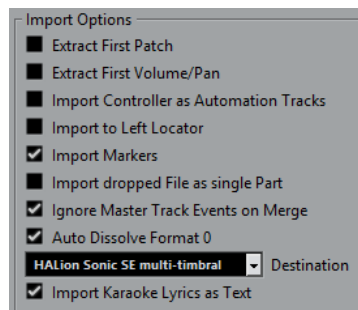 Import Options
Extract First Patch
Extract First Volume/Pan
Import Controller as Automation Tracks
Import to Left Locator
Import Markers
Import dropped File as single Part
Ignore Master Track Events on Merge
Auto Dissolve Format 0
HALion Sonic SE multi-timbral Destination
Import Karaoke Lyrics as Text